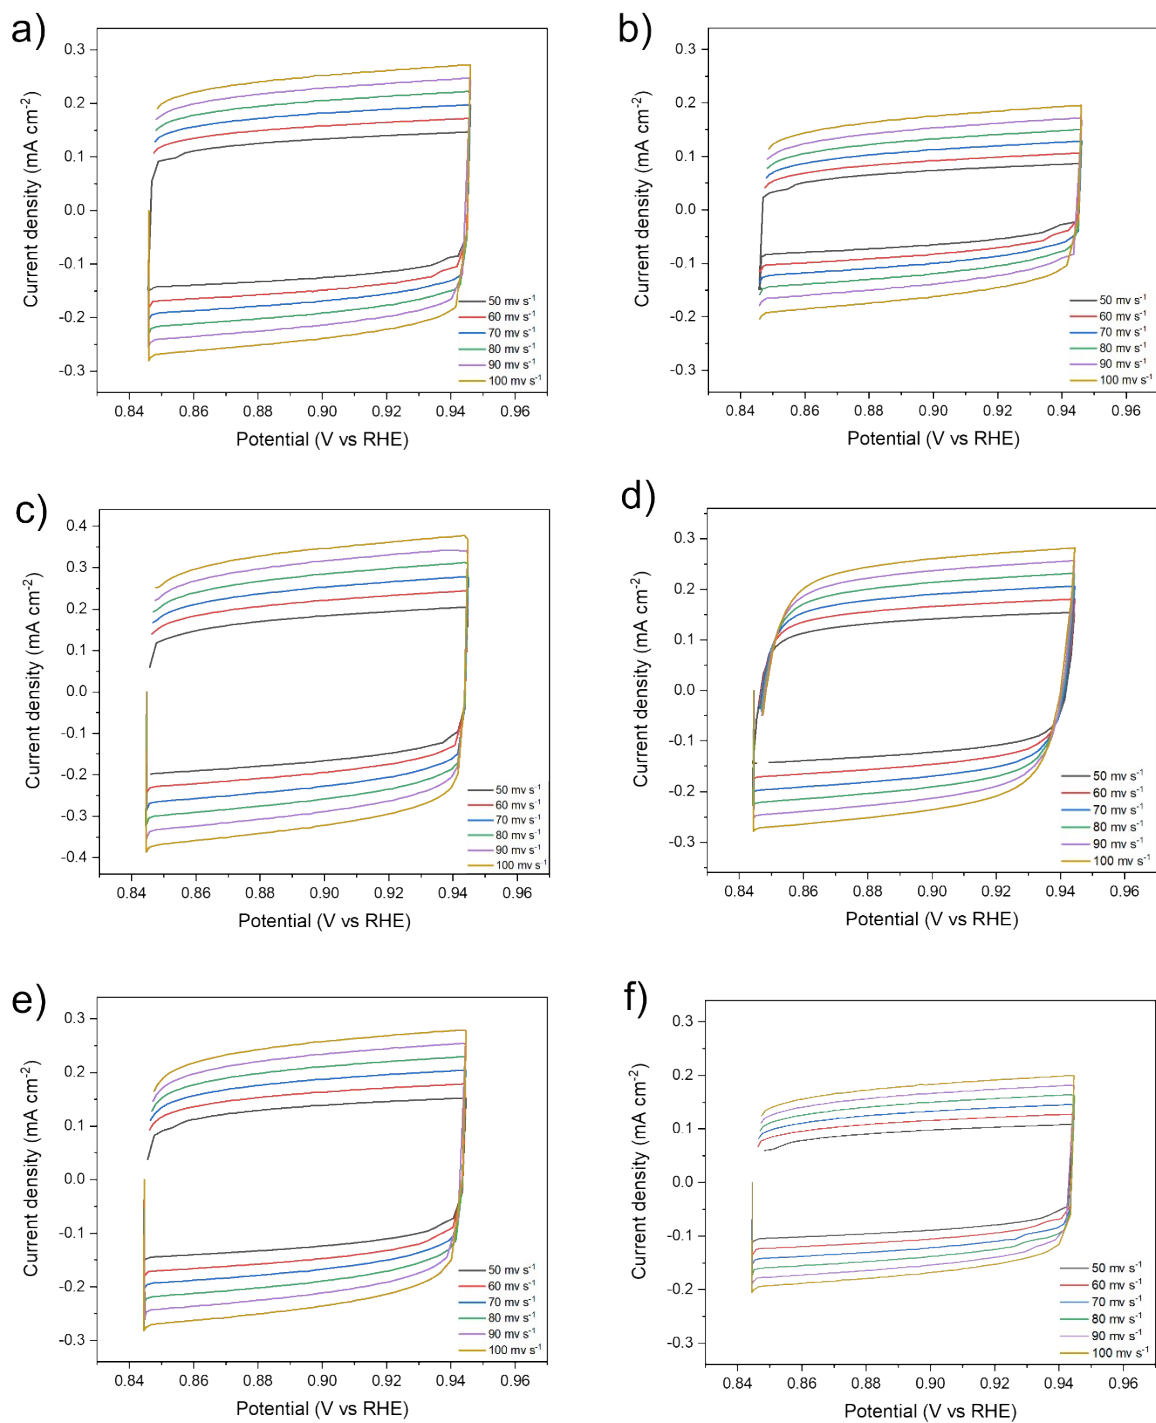 a)
0.3
0.2
0.1
0.0
-0.1
-0.2
-0.3
Current density (mA cm⁻²)
50 mv s⁻¹
60 mv s⁻¹
70 mv s⁻¹
80 mv s⁻¹
90 mv s⁻¹
100 mv s⁻¹
0.84 0.86 0.88 0.90 0.92 0.94 0.96
Potential (V vs RHE)
b)
0.3
0.2
0.1
0.0
-0.1
-0.2
-0.3
Current density (mA cm⁻²)
50 mv s⁻¹
60 mv s⁻¹
70 mv s⁻¹
80 mv s⁻¹
90 mv s⁻¹
100 mv s⁻¹
0.84 0.86 0.88 0.90 0.92 0.94 0.96
Potential (V vs RHE)
c)
0.4
0.3
0.2
0.1
0.0
-0.1
-0.2
-0.3
-0.4
Current density (mA cm⁻²)
50 mv s⁻¹
60 mv s⁻¹
70 mv s⁻¹
80 mv s⁻¹
90 mv s⁻¹
100 mv s⁻¹
0.84 0.86 0.88 0.90 0.92 0.94 0.96
Potential (V vs RHE)
d)
0.3
0.2
0.1
0.0
-0.1
-0.2
-0.3
Current density (mA cm⁻²)
50 mv s⁻¹
60 mv s⁻¹
70 mv s⁻¹
80 mv s⁻¹
90 mv s⁻¹
100 mv s⁻¹
0.84 0.86 0.88 0.90 0.92 0.94 0.96
Potential (V vs RHE)
e)
0.3
0.2
0.1
0.0
-0.1
-0.2
-0.3
Current density (mA cm⁻²)
50 mv s⁻¹
60 mv s⁻¹
70 mv s⁻¹
80 mv s⁻¹
90 mv s⁻¹
100 mv s⁻¹
0.84 0.86 0.88 0.90 0.92 0.94 0.96
Potential (V vs RHE)
f)
0.3
0.2
0.1
0.0
-0.1
-0.2
-0.3
Current density (mA cm⁻²)
50 mv s⁻¹
60 mv s⁻¹
70 mv s⁻¹
80 mv s⁻¹
90 mv s⁻¹
100 mv s⁻¹
0.84 0.86 0.88 0.90 0.92 0.94 0.96
Potential (V vs RHE)